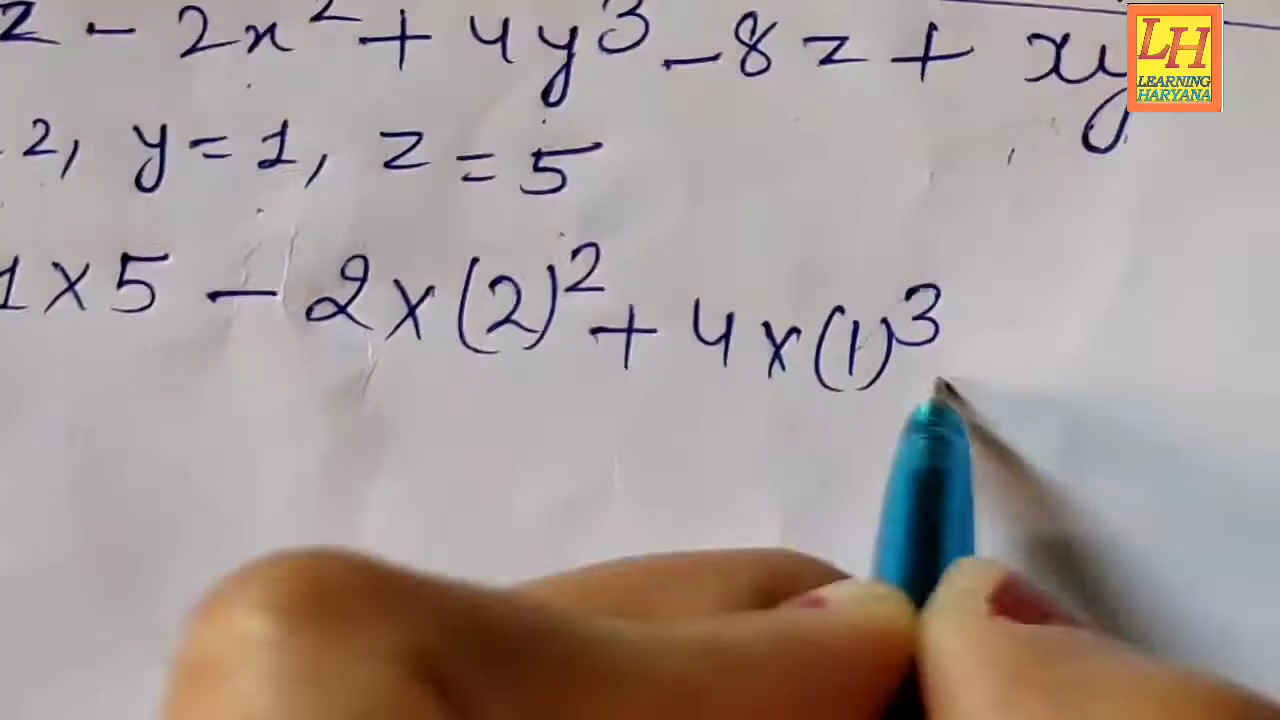 z - 2x² + 4y³ - 8z + xy
2, y = 1, z = 5
1 × 5 - 2 × (2)² + 4 × (1)³
LH
LEARNING
HARYANA